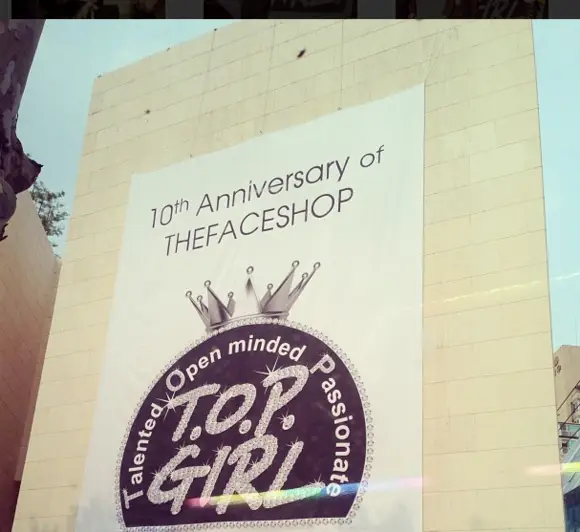 10th Anniversary of
THEFACESHOP
Talented Open minded Passionate
T.O.P.
GIRL